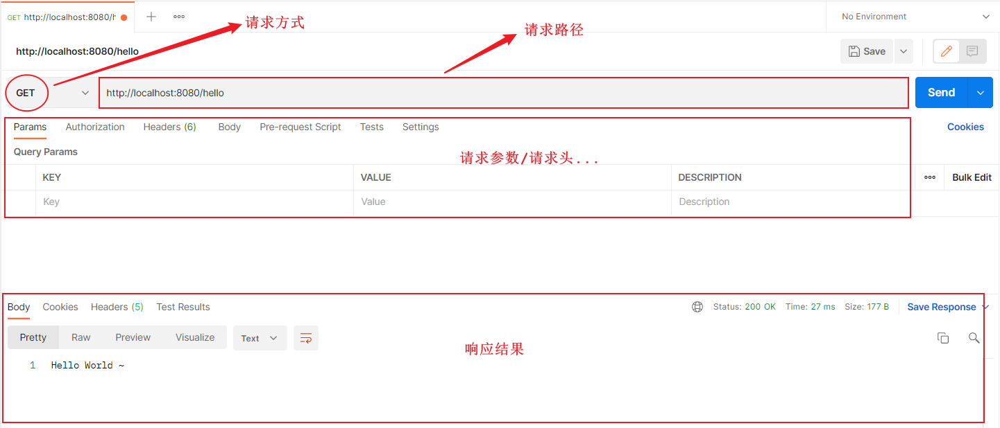 GET http://localhost:8080/h
No Environment
请求方式
请求路径
http://localhost:8080/hello
Save
GET
http://localhost:8080/hello
Send
Params Authorization Headers (6) Body Pre-request Script Tests Settings Cookies
Query Params
请求参数/请求头...
KEY VALUE DESCRIPTION Bulk Edit
Key Value Description
Body Cookies Headers (5) Test Results Status: 200 OK Time: 27 ms Size: 177 B Save Response
Pretty Raw Preview Visualize Text
响应结果
1 Hello World ~